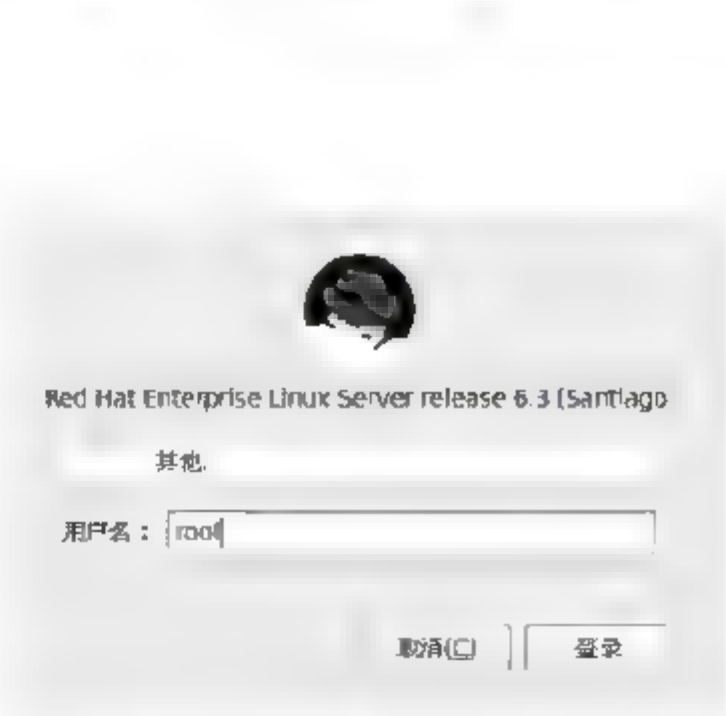 Red Hat Enterprise Linux Server release 6.3 (Santiago
其他
用户名： root
取消(C) 登录